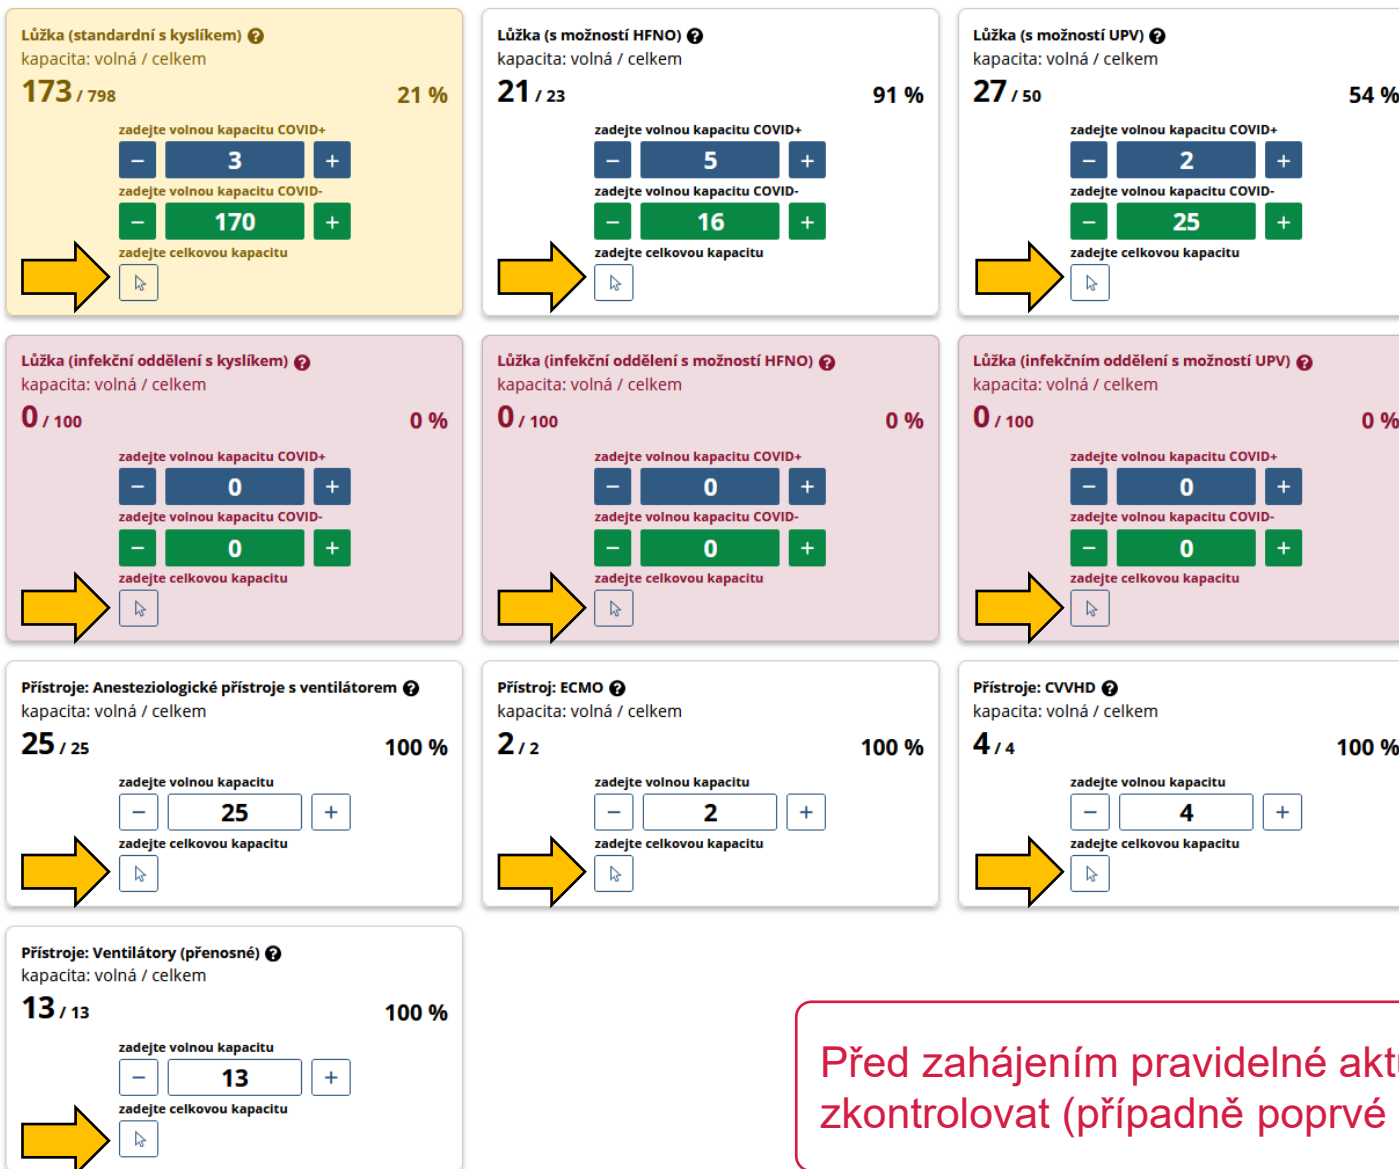 Lůžka (standardní s kyslíkem) ?
kapacita: volná / celkem
173 / 798 21 %
zadejte volnou kapacitu COVID+
− 3 +
zadejte volnou kapacitu COVID-
− 170 +
zadejte celkovou kapacitu
Lůžka (s možností HFNO) ?
kapacita: volná / celkem
21 / 23 91 %
zadejte volnou kapacitu COVID+
− 5 +
zadejte volnou kapacitu COVID-
− 16 +
zadejte celkovou kapacitu
Lůžka (s možností UPV) ?
kapacita: volná / celkem
27 / 50 54 %
zadejte volnou kapacitu COVID+
− 2 +
zadejte volnou kapacitu COVID-
− 25 +
zadejte celkovou kapacitu
Lůžka (infekční oddělení s kyslíkem) ?
kapacita: volná / celkem
0 / 100 0 %
zadejte volnou kapacitu COVID+
− 0 +
zadejte volnou kapacitu COVID-
− 0 +
zadejte celkovou kapacitu
Lůžka (infekční oddělení s možností HFNO) ?
kapacita: volná / celkem
0 / 100 0 %
zadejte volnou kapacitu COVID+
− 0 +
zadejte volnou kapacitu COVID-
− 0 +
zadejte celkovou kapacitu
Lůžka (infekčním oddělení s možností UPV) ?
kapacita: volná / celkem
0 / 100 0 %
zadejte volnou kapacitu COVID+
− 0 +
zadejte volnou kapacitu COVID-
− 0 +
zadejte celkovou kapacitu
Přístroje: Anesteziologické přístroje s ventilátorem ?
kapacita: volná / celkem
25 / 25 100 %
zadejte volnou kapacitu
− 25 +
zadejte celkovou kapacitu
Přístroj: ECMO ?
kapacita: volná / celkem
2 / 2 100 %
zadejte volnou kapacitu
− 2 +
zadejte celkovou kapacitu
Přístroje: CVVHD ?
kapacita: volná / celkem
4 / 4 100 %
zadejte volnou kapacitu
− 4 +
zadejte celkovou kapacitu
Přístroje: Ventilátory (přenosné) ?
kapacita: volná / celkem
13 / 13 100 %
zadejte volnou kapacitu
− 13 +
zadejte celkovou kapacitu
Před zahájením pravidelné
zkontrolovat (případně poprvé